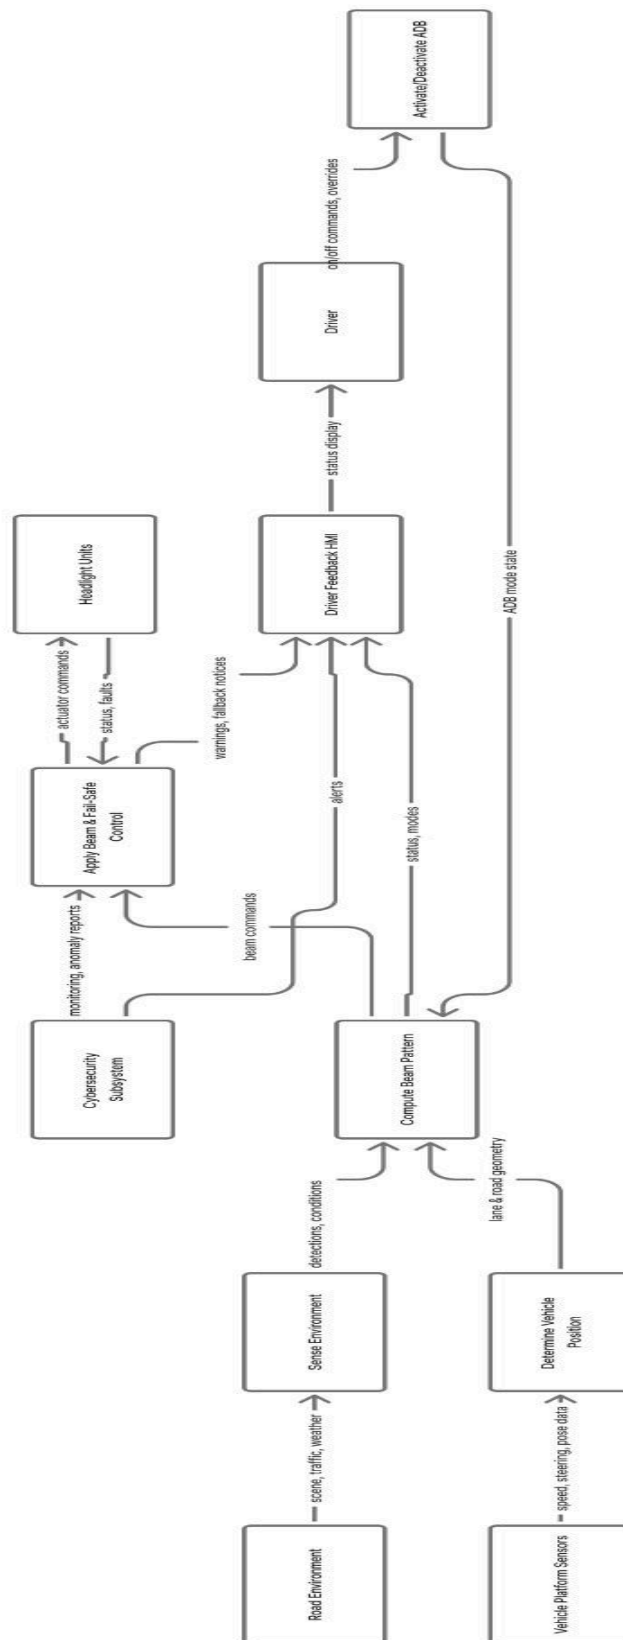 Road Environment
Vehicle Platform Sensors
scene, traffic, weather
speed, steering, pose data
Sense Environment
Determine Vehicle
Position
detections, conditions
lane & road geometry
Cybersecurity
Subsystem
Compute Beam Pattern
monitoring, anomaly reports
beam commands
alerts
status, modes
ADB mode state
Apply Beam & Fail-Safe
Control
actuator commands
status, faults
warnings, fallback notices
Headlight Units
Driver Feedback HMI
status display
Driver
on/off commands, overrides
Activate/Deactivate ADB